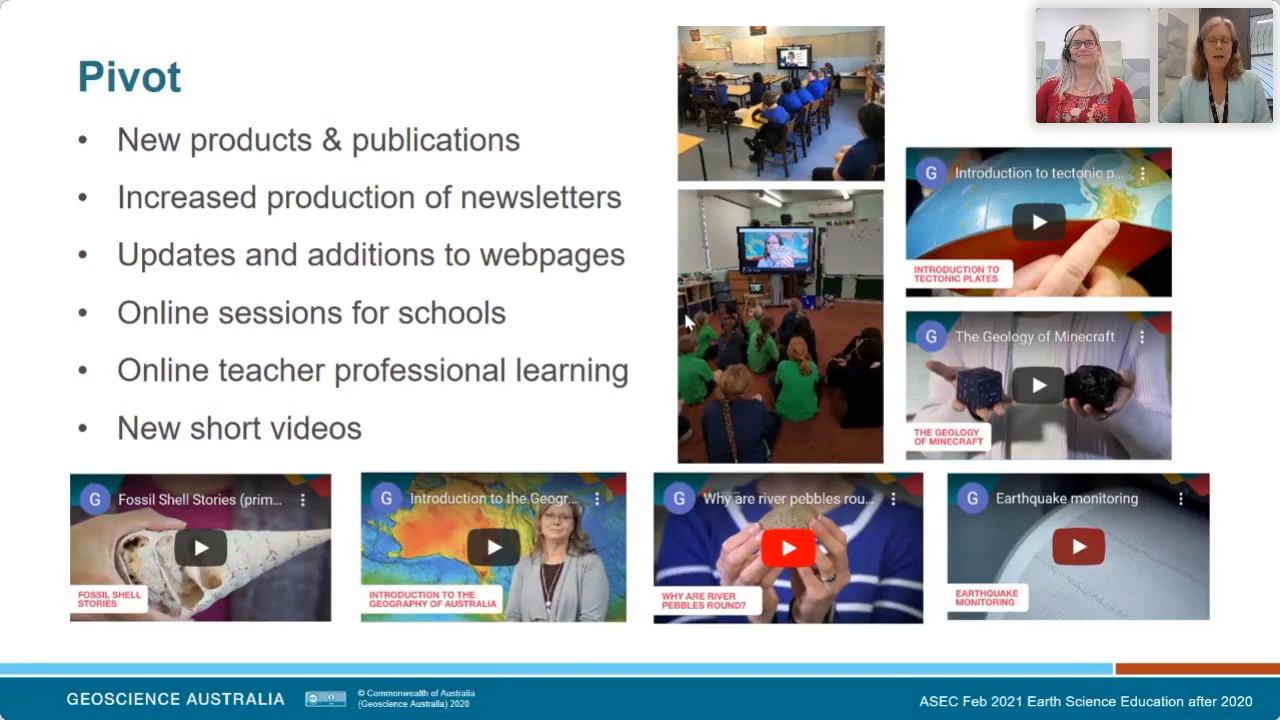 Pivot
• New products & publications
• Increased production of newsletters
• Updates and additions to webpages
• Online sessions for schools
• Online teacher professional learning
• New short videos
G Introduction to tectonic p...
INTRODUCTION TO
TECTONIC PLATES
G The Geology of Minecraft
THE GEOLOGY
OF MINECRAFT
G Fossil Shell Stories (prim...
FOSSIL SHELL
STORIES
G Introduction to the Geogr...
INTRODUCTION TO THE
GEOGRAPHY OF AUSTRALIA
G Why are river pebbles rou...
WHY ARE RIVER
PEBBLES ROUND?
G Earthquake monitoring
EARTHQUAKE
MONITORING
GEOSCIENCE AUSTRALIA
© Commonwealth of Australia
(Geoscience Australia) 2020
ASEC Feb 2021 Earth Science Education after 2020